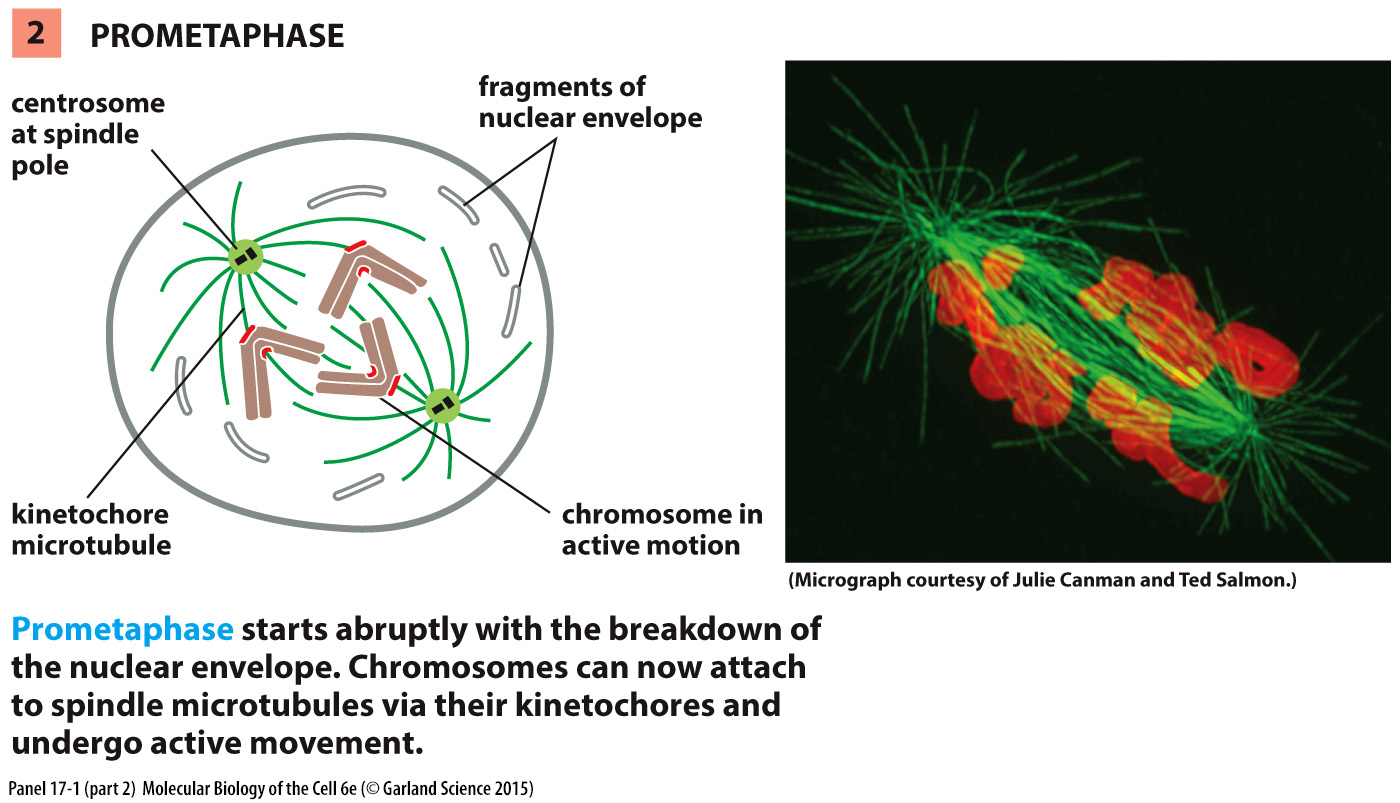 2 PROMETAPHASE
centrosome
at spindle
pole
fragments of
nuclear envelope
kinetochore
microtubule
chromosome in
active motion
(Micrograph courtesy of Julie Canman and Ted Salmon.)
Prometaphase starts abruptly with the breakdown of
the nuclear envelope. Chromosomes can now attach
to spindle microtubules via their kinetochores and
undergo active movement.
Panel 17-1 (part 2) Molecular Biology of the Cell 6e (© Garland Science 2015)